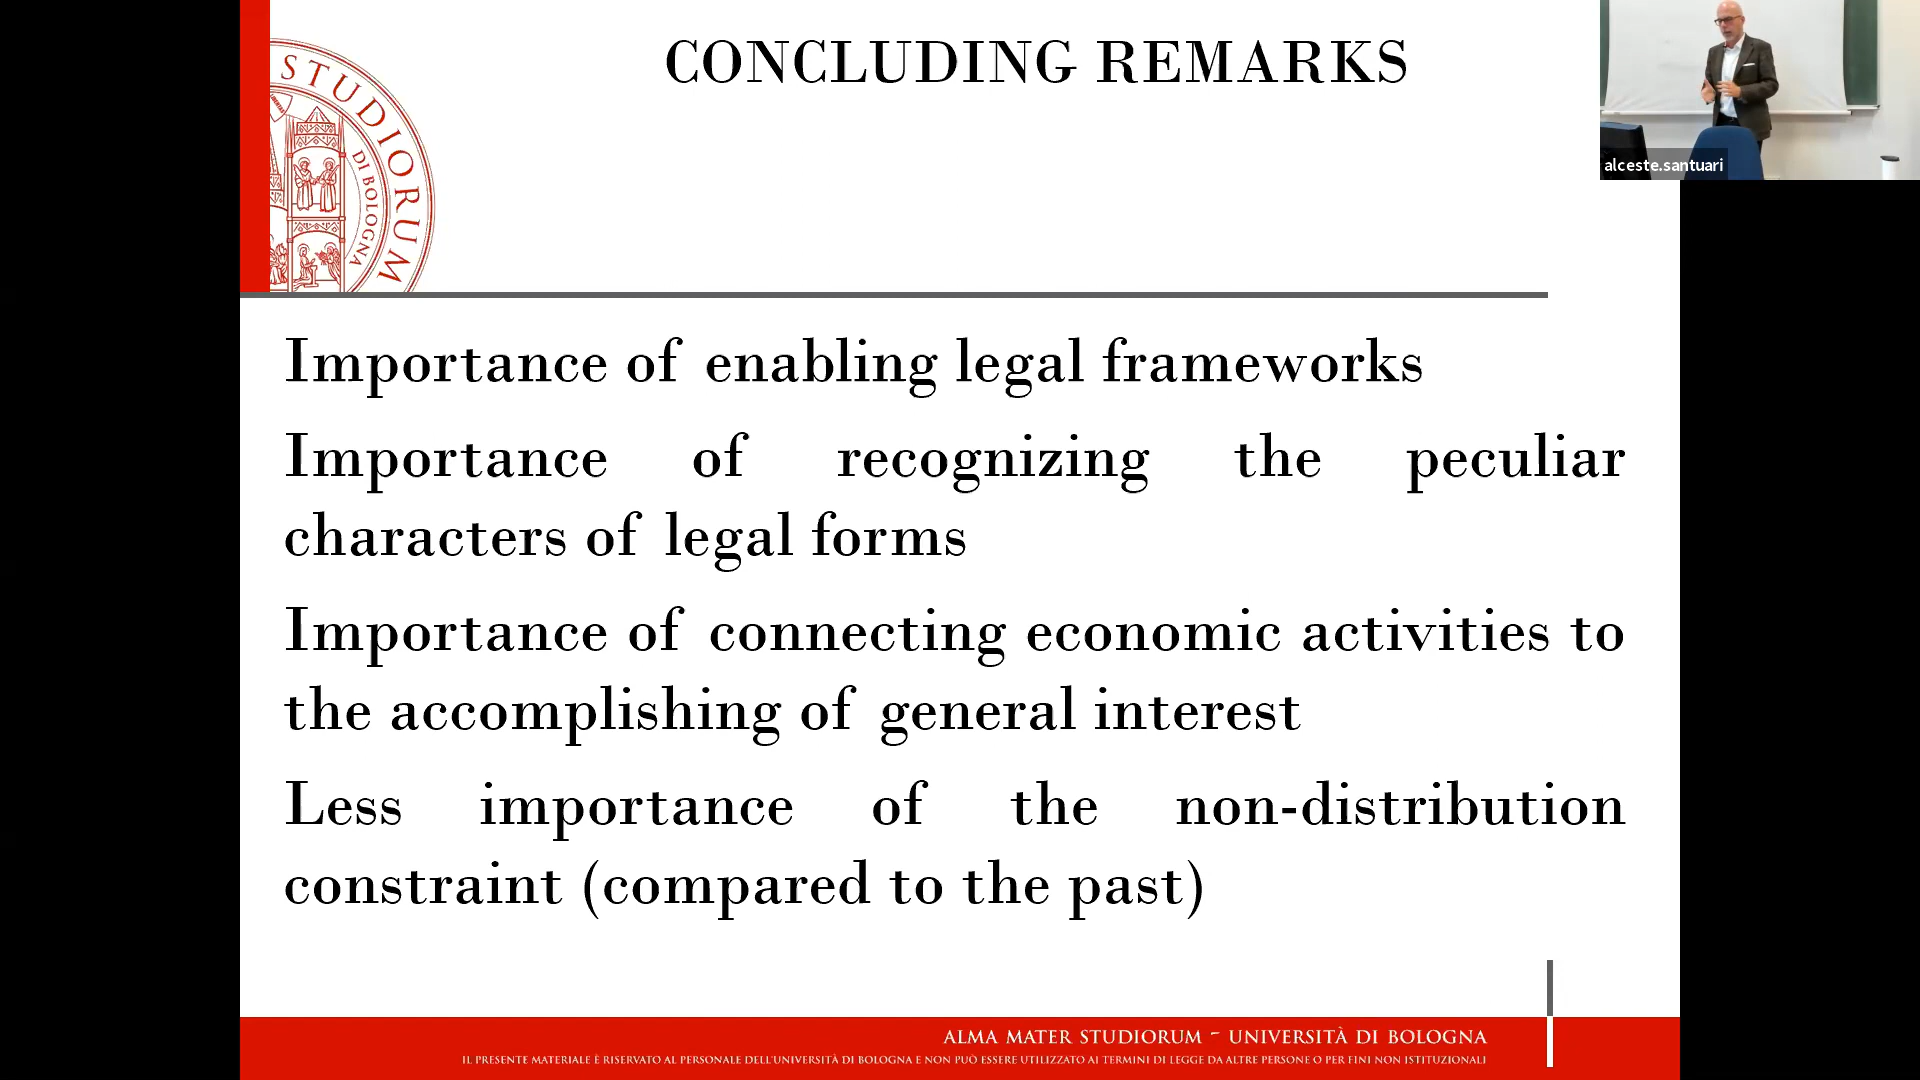 CONCLUDING REMARKS
alceste.santuari
STUDIORUM
DI BOLOGNA
Importance of enabling legal frameworks
Importance of recognizing the peculiar
characters of legal forms
Importance of connecting economic activities to
the accomplishing of general interest
Less importance of the non-distribution
constraint (compared to the past)
ALMA MATER STUDIORUM ~ UNIVERSITÀ DI BOLOGNA
IL PRESENTE MATERIALE È RISERVATO AL PERSONALE DELL'UNIVERSITÀ DI BOLOGNA E NON PUÒ ESSERE UTILIZZATO AI TERMINI DI LEGGE DA ALTRE PERSONE O PER FINI NON ISTITUZIONALI